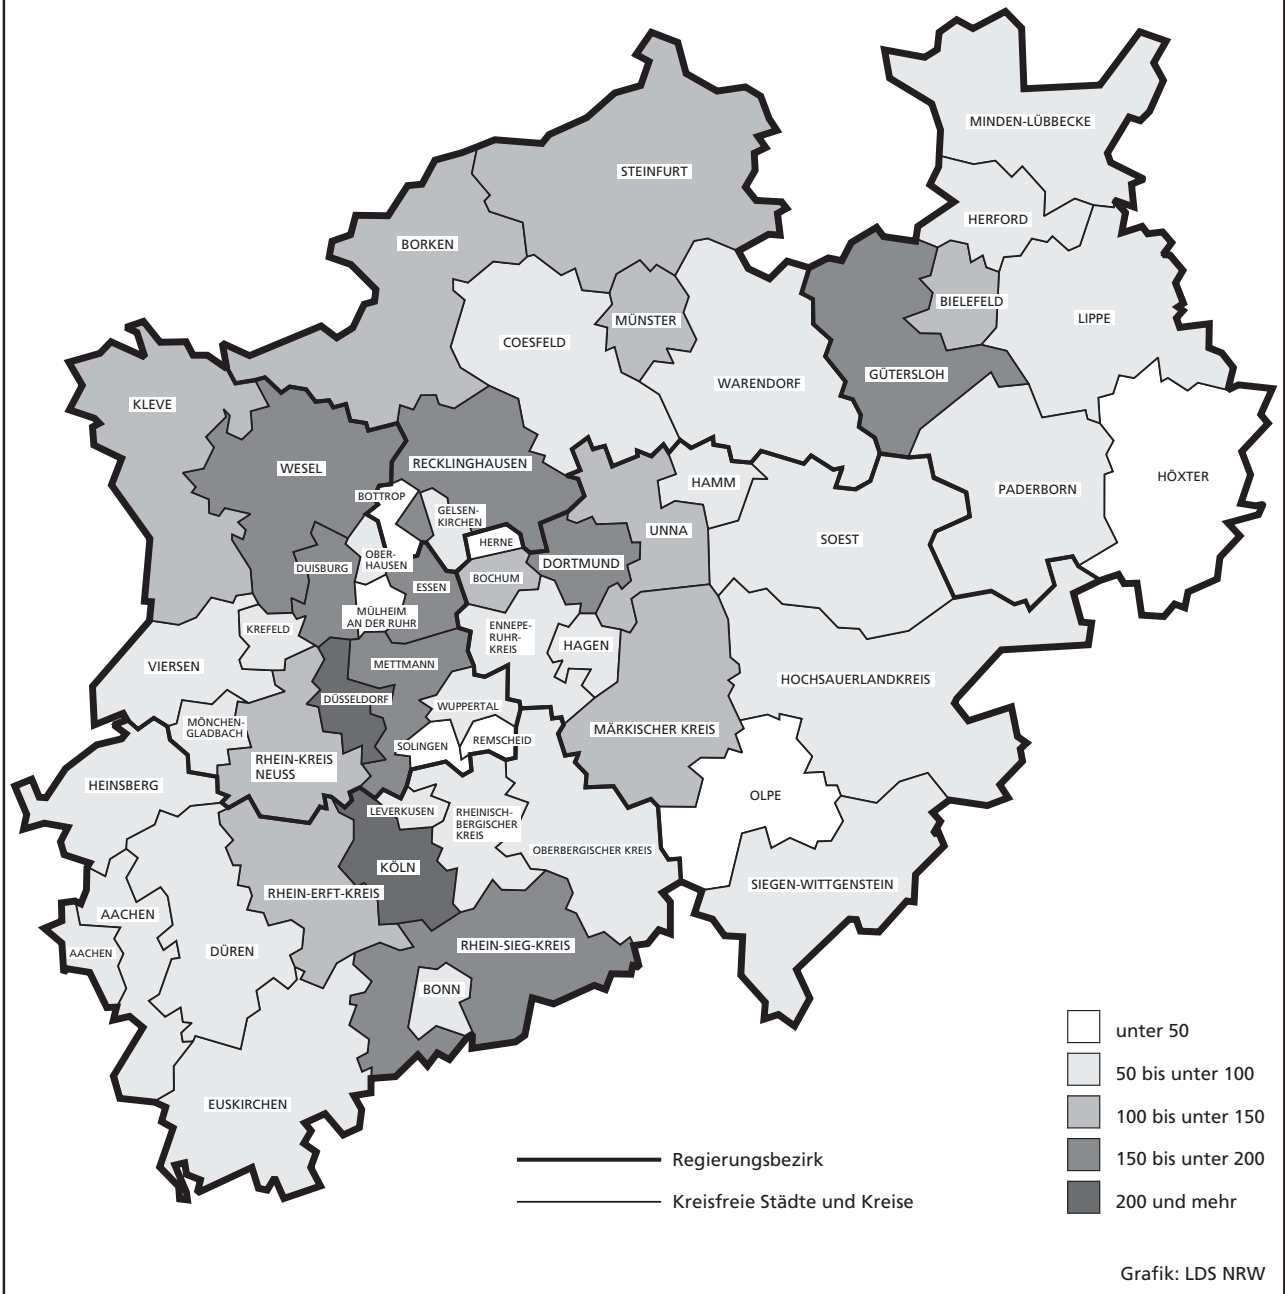 MINDEN-LÜBBECKE
STEINFURT
HERFORD
BORKEN
BIELEFELD
MÜNSTER
LIPPE
COESFELD
GÜTERSLOH
WARENDORF
KLEVE
RECKLINGHAUSEN
WESEL
HÖXTER
HAMM
PADERBORN
BOTTROP
GELSEN-
KIRCHEN
UNNA
HERNE
SOEST
OBER-
HAUSEN
DORTMUND
DUISBURG
BOCHUM
ESSEN
MÜLHEIM
AN DER RUHR
KREFELD
ENNEPE-
RUHR-
KREIS
HAGEN
VIERSEN
METTMANN
HOCHSAUERLANDKREIS
DÜSSELDORF
WUPPERTAL
MÖNCHEN-
GLADBACH
MÄRKISCHER KREIS
SOLINGEN
REMSCHEID
RHEIN-KREIS
NEUSS
HEINSBERG
OLPE
LEVERKUSEN
RHEINISCH-
BERGISCHER
KREIS
OBERBERGISCHER KREIS
KÖLN
SIEGEN-WITTGENSTEIN
RHEIN-ERFT-KREIS
AACHEN
RHEIN-SIEG-KREIS
AACHEN
DÜREN
BONN
EUSKIRCHEN
unter 50
50 bis unter 100
100 bis unter 150
150 bis unter 200
200 und mehr
Regierungsbezirk
Kreisfreie Städte und Kreise
Grafik: LDS NRW